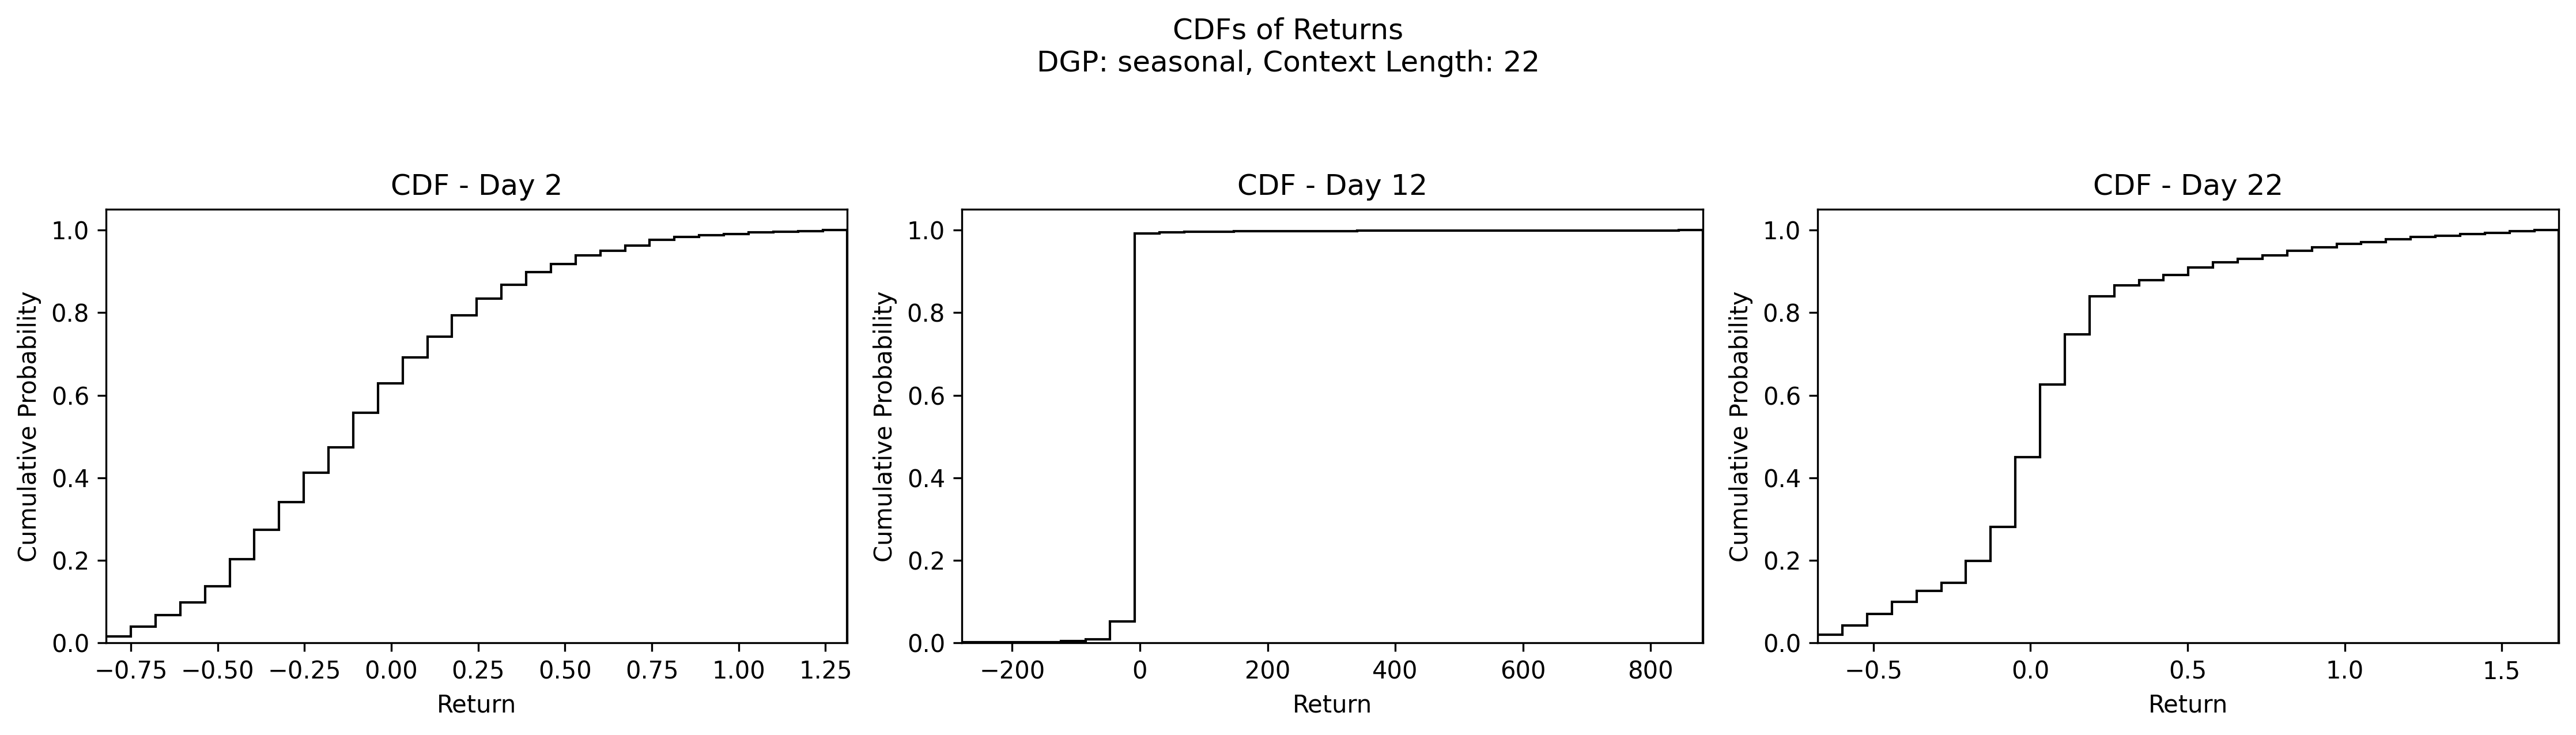 CDFs of Returns
DGP: seasonal, Context Length: 22
CDF - Day 2
Cumulative Probability
1.0
0.8
0.6
0.4
0.2
0.0
−0.75 −0.50 −0.25 0.00 0.25 0.50 0.75 1.00 1.25
Return
CDF - Day 12
Cumulative Probability
1.0
0.8
0.6
0.4
0.2
0.0
−200 0 200 400 600 800
Return
CDF - Day 22
Cumulative Probability
1.0
0.8
0.6
0.4
0.2
0.0
−0.5 0.0 0.5 1.0 1.5
Return